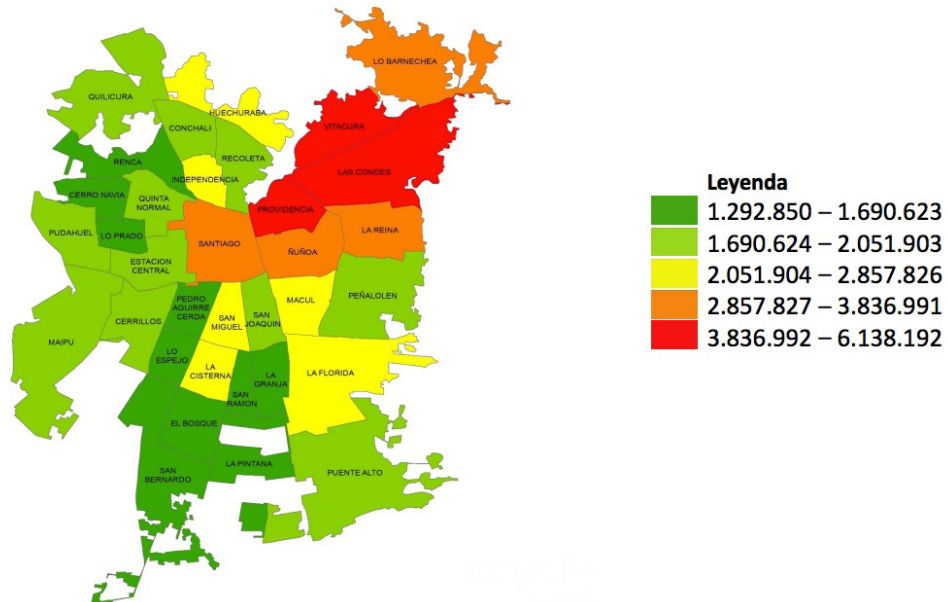 LO BARNECHEA
QUILICURA
HUECHURABA
CONCHALI
VITACURA
RECOLETA
RENCA
LAS CONDES
INDEPENDENCIA
CERRO NAVIA
QUINTA
NORMAL
PROVIDENCIA
PUDAHUEL
LO PRADO
SANTIAGO
ÑUÑOA
LA REINA
ESTACION
CENTRAL
PEDRO
AGUIRRE
CERDA
MACUL
PEÑALOLEN
CERRILLOS
SAN
MIGUEL
SAN
JOAQUIN
MAIPU
LO
ESPEJO
LA
CISTERNA
LA
GRANJA
LA FLORIDA
SAN
RAMON
EL BOSQUE
LA PINTANA
PUENTE ALTO
SAN
BERNARDO
Leyenda
1.292.850 – 1.690.623
1.690.624 – 2.051.903
2.051.904 – 2.857.826
2.857.827 – 3.836.991
3.836.992 – 6.138.192